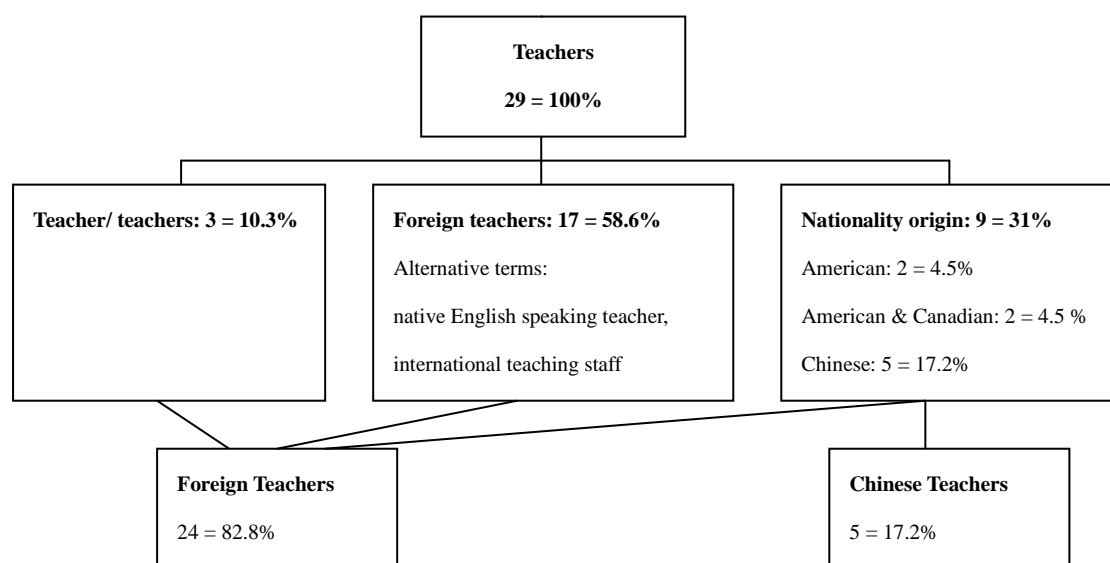 Teachers
29 = 100%
Teacher/ teachers: 3 = 10.3%
Foreign teachers: 17 = 58.6%
Alternative terms:
native English speaking teacher,
international teaching staff
Nationality origin: 9 = 31%
American: 2 = 4.5%
American & Canadian: 2 = 4.5 %
Chinese: 5 = 17.2%
Foreign Teachers
24 = 82.8%
Chinese Teachers
5 = 17.2%